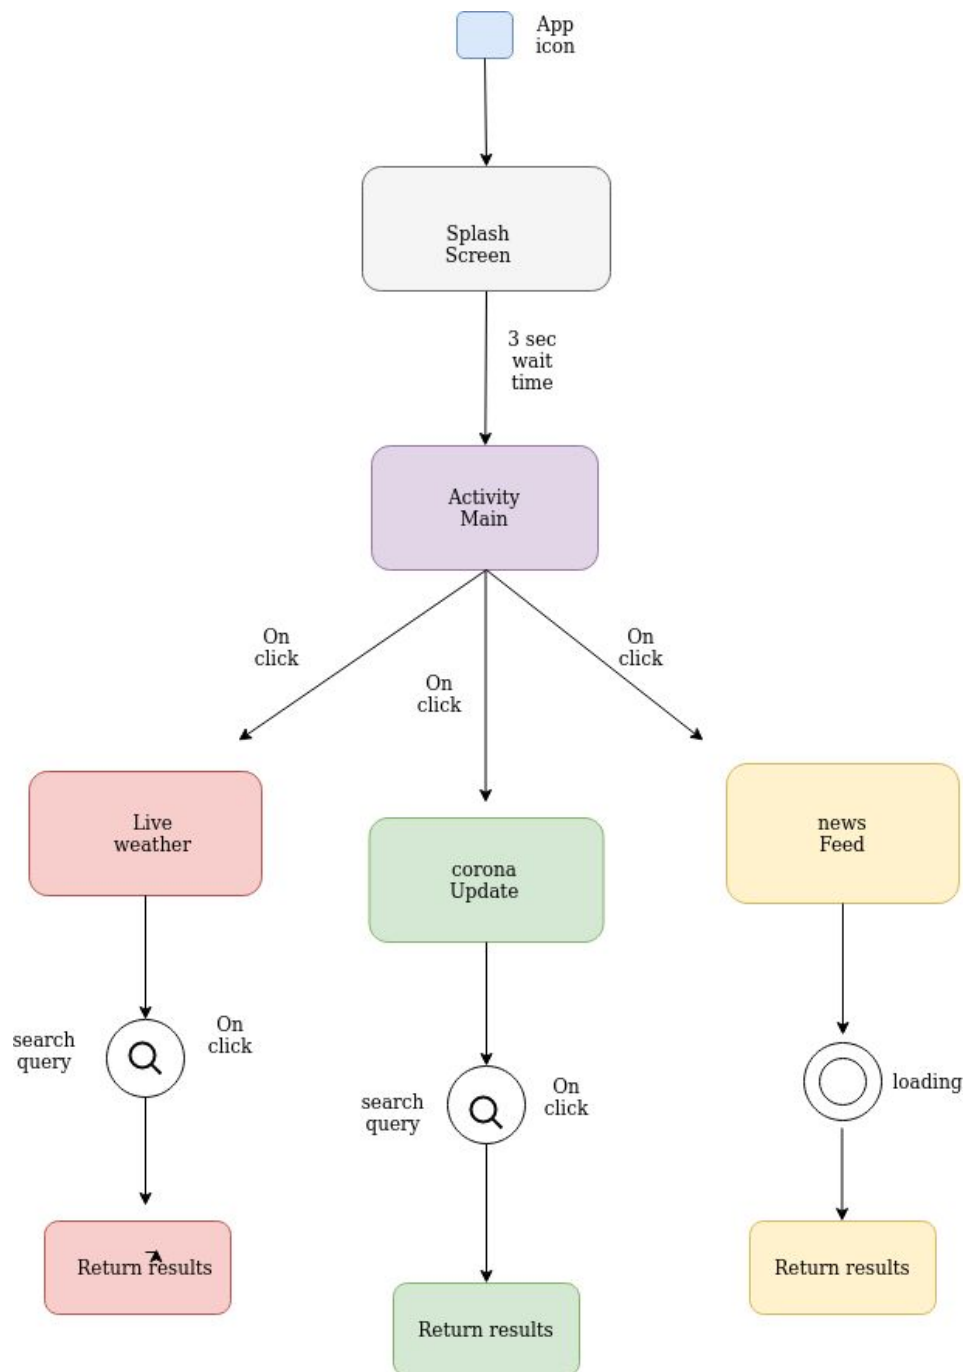 App
icon
Splash
Screen
3 sec
wait
time
Activity
Main
On
click
On
click
On
click
Live
weather
corona
Update
news
Feed
search
query
On
click
search
query
On
click
loading
Return results
Return results
Return results